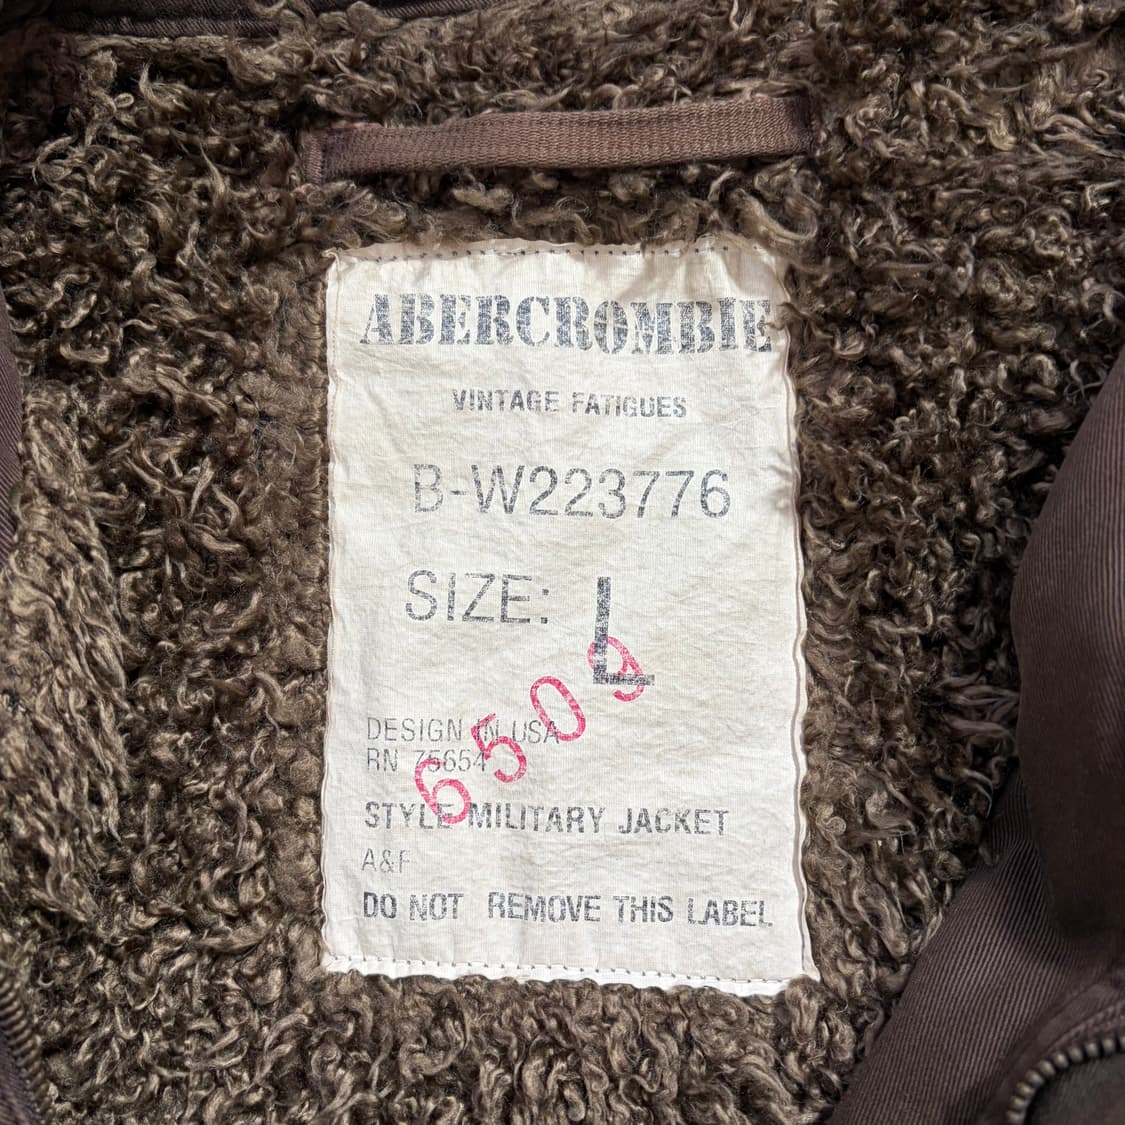 ABERCROMBIE
VINTAGE FATIGUES
B-W223776
SIZE: L
6509
DESIGN IN USA
RN 75654
STYLE MILITARY JACKET
A&F
DO NOT REMOVE THIS LABEL